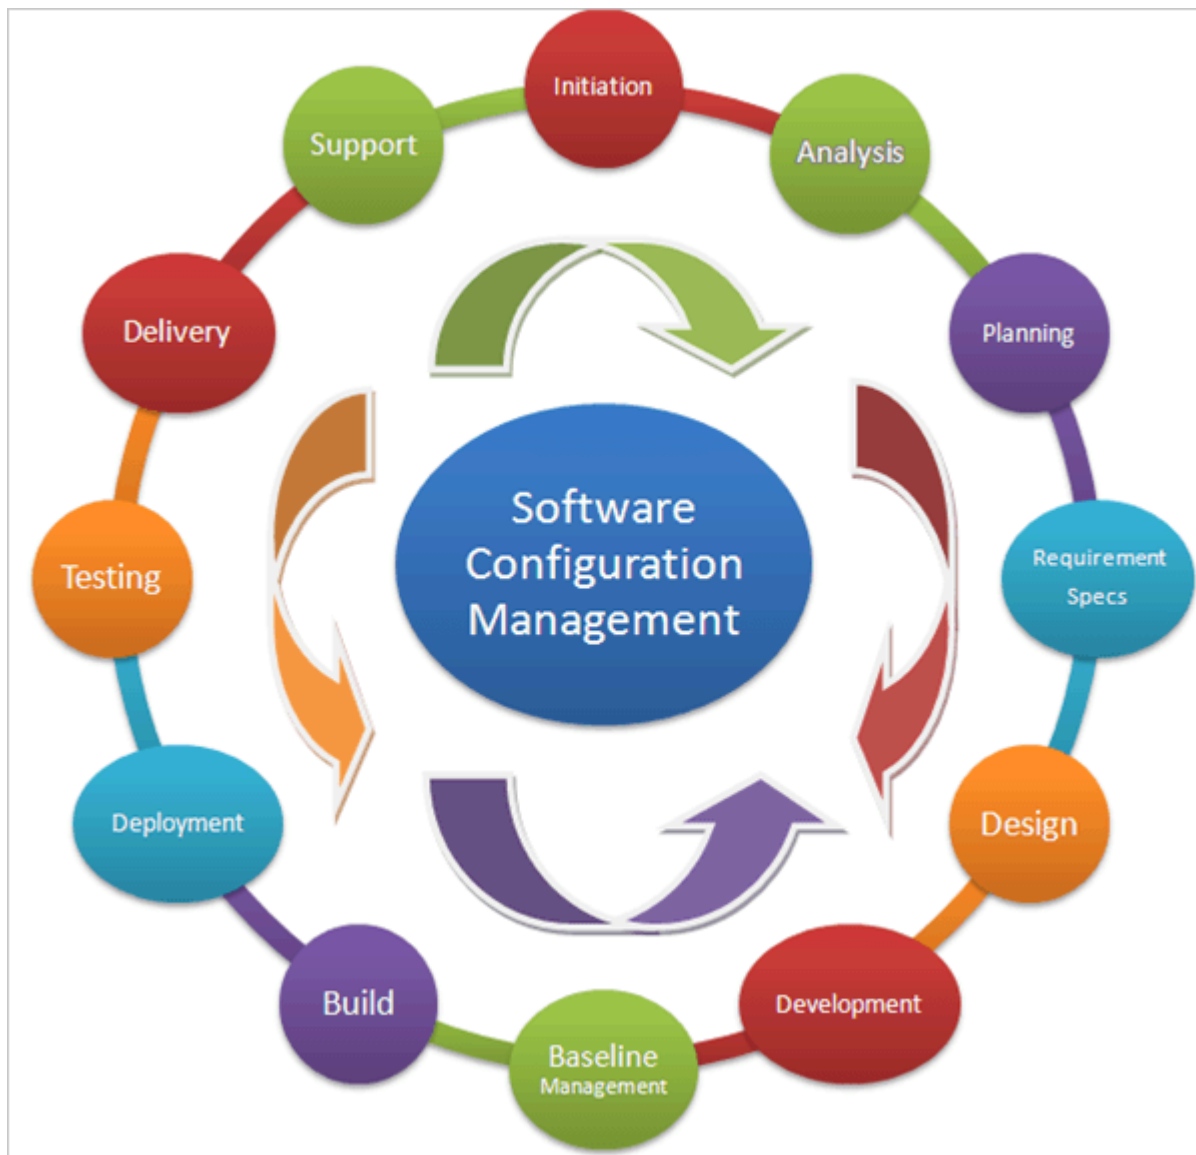 Initiation
Analysis
Planning
Requirement
Specs
Design
Development
Baseline
Management
Build
Deployment
Testing
Delivery
Support
Software
Configuration
Management